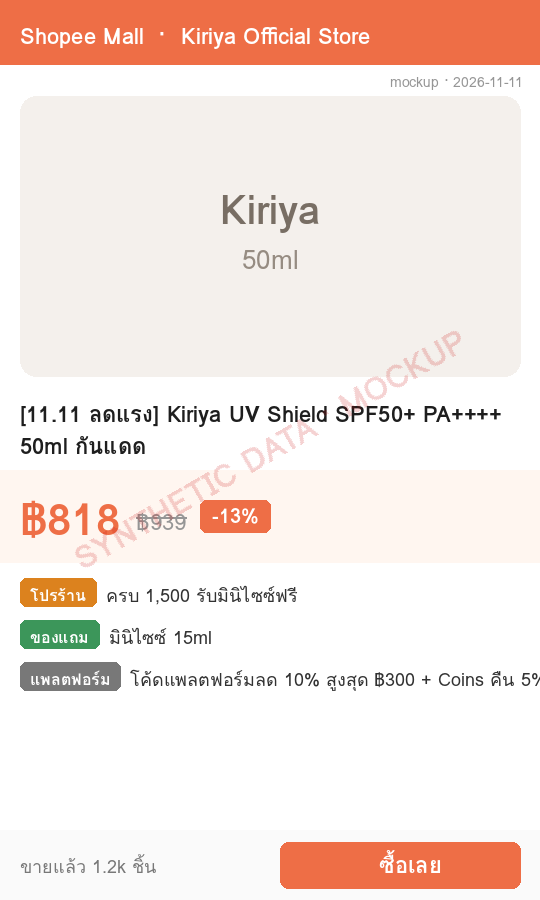 Shopee Mall · Kiriya Official Store
mockup · 2026-11-11
Kiriya
50ml
[11.11 ลดแรง] Kiriya UV Shield SPF50+ PA++++
50ml กันแดด
SYNTHETIC DATA · MOCKUP
฿818 ฿939 -13%
โปรร้าน ครบ 1,500 รับมินิไซซ์ฟรี
ของแถม มินิไซซ์ 15ml
แพลตฟอร์ม โค้ดแพลตฟอร์มลด 10% สูงสุด ฿300 + Coins คืน 5%
ขายแล้ว 1.2k ชิ้น ซื้อเลย